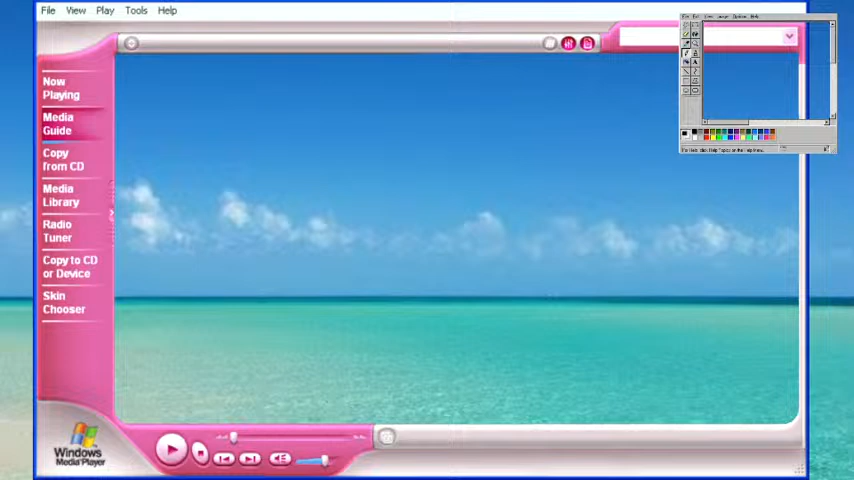 File View Play Tools Help
Now
Playing
Media
Guide
Copy
from CD
Media
Library
Radio
Tuner
Copy to CD
or Device
Skin
Chooser
Windows
Media Player